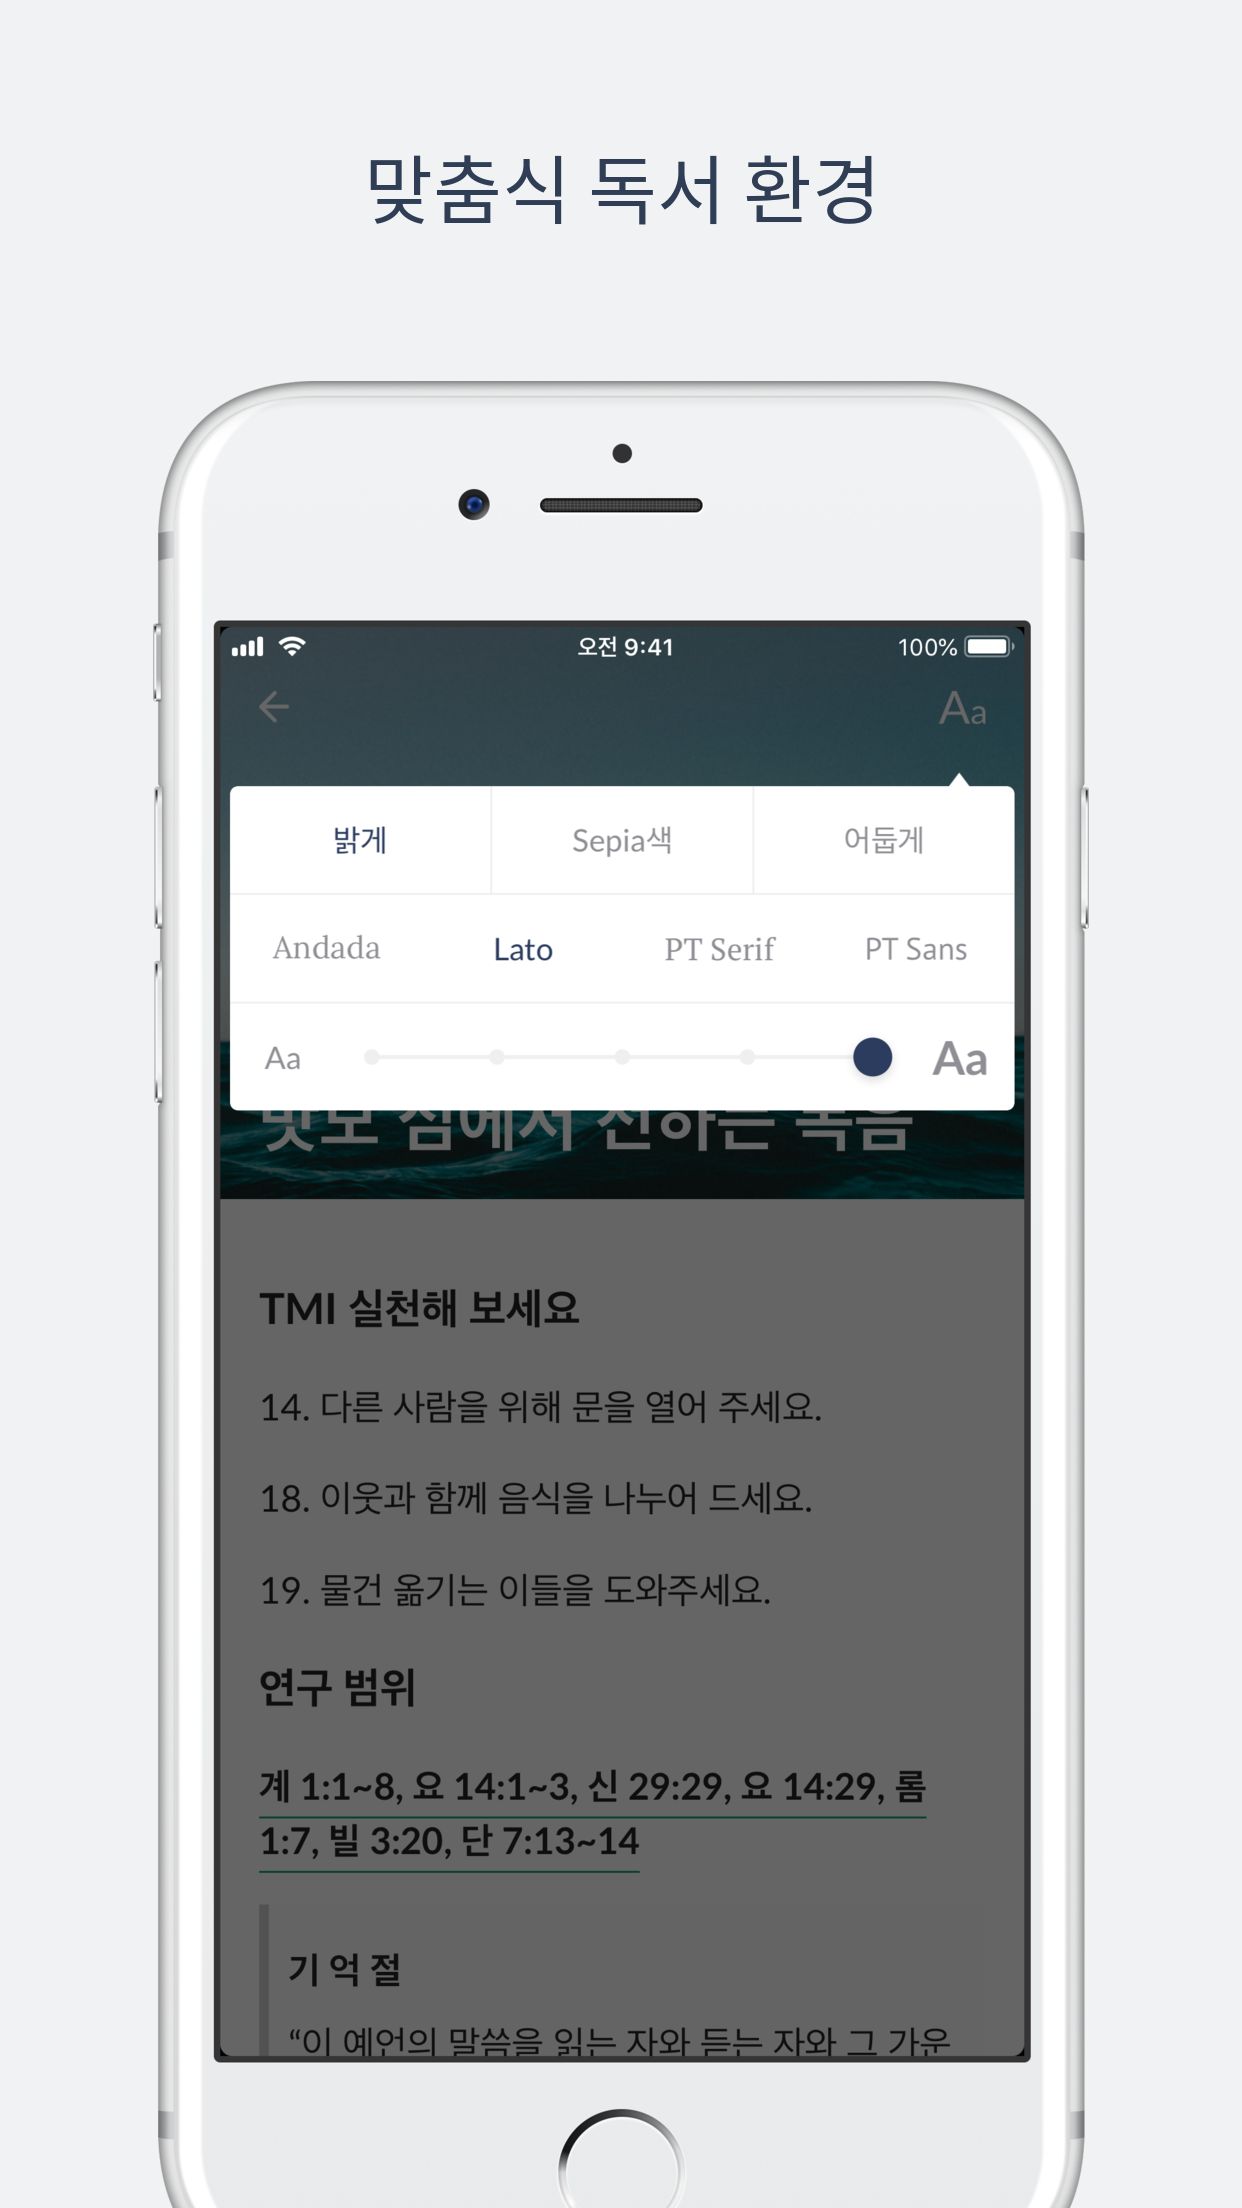 맞춤식 독서 환경
오전 9:41
100%
Aa
밝게 Sepia색 어둡게
Andada Lato PT Serif PT Sans
Aa Aa
TMI 실천해 보세요
14. 다른 사람을 위해 문을 열어 주세요.
18. 이웃과 함께 음식을 나누어 드세요.
19. 물건 옮기는 이들을 도와주세요.
연구 범위
계 1:1~8, 요 14:1~3, 신 29:29, 요 14:29, 롬
1:7, 빌 3:20, 단 7:13~14
기 억 절
“이 예언의 말씀을 읽는 자와 듣는 자와 그 가운